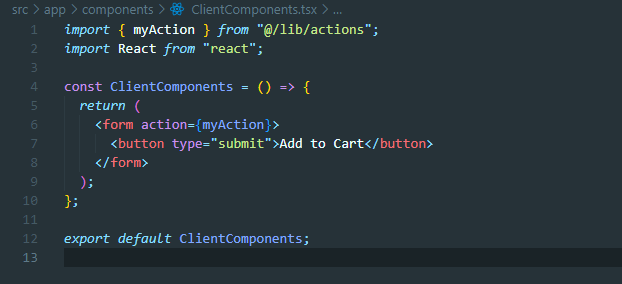 src > app > components > ClientComponents.tsx > ...
1 import { myAction } from "@/lib/actions";
2 import React from "react";
3
4 const ClientComponents = () => {
5   return (
6     <form action={myAction}>
7       <button type="submit">Add to Cart</button>
8     </form>
9   );
10 };
11
12 export default ClientComponents;
13